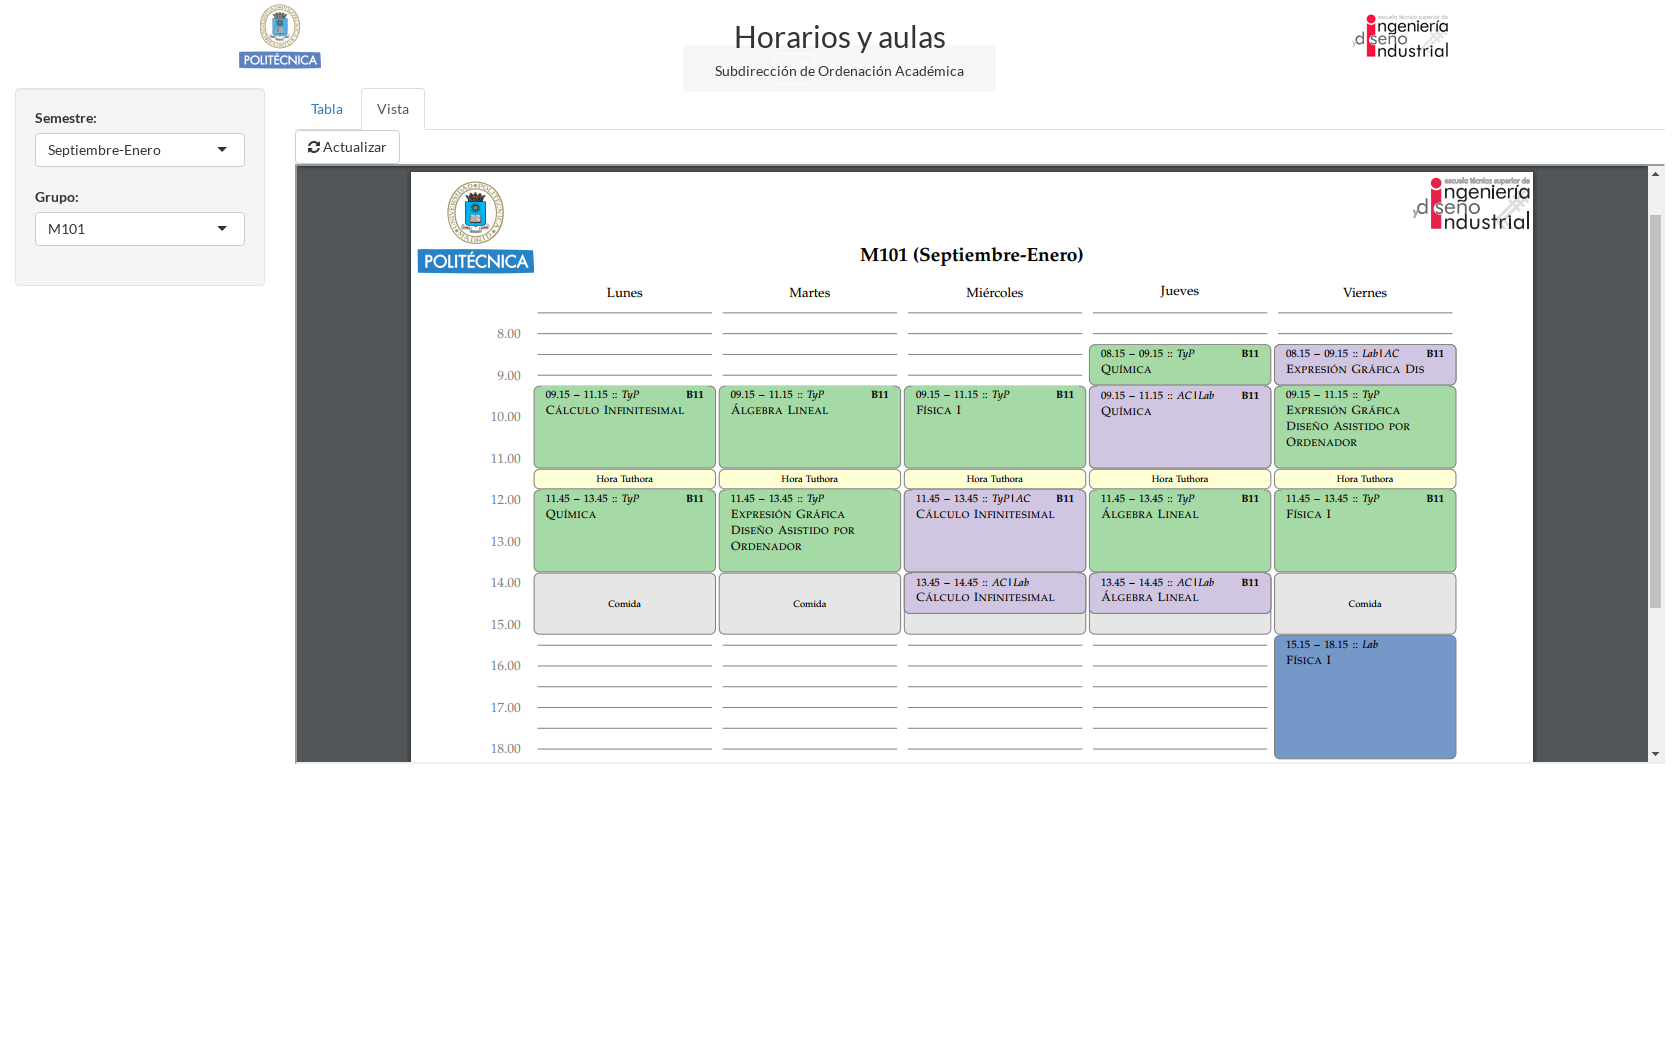 POLITÉCNICA
Horarios y aulas
Subdirección de Ordenación Académica
escuela técnica superior de
ingeniería
y diseño
industrial
Semestre:
Septiembre-Enero
Grupo:
M101
Tabla
Vista
Actualizar
UNIVERSIDAD POLITÉCNICA
MADRID
POLITÉCNICA
escuela técnica superior de
ingeniería
y diseño
industrial
M101 (Septiembre-Enero)
Lunes Martes Miércoles Jueves Viernes
8.00
9.00
10.00
11.00
12.00
13.00
14.00
15.00
16.00
17.00
18.00
09.15 – 11.15 :: TyP B11
Cálculo Infinitesimal
Hora Tuthora
11.45 – 13.45 :: TyP B11
Química
Comida
09.15 – 11.15 :: TyP B11
Álgebra Lineal
Hora Tuthora
11.45 – 13.45 :: TyP
Expresión Gráfica
Diseño Asistido por
Ordenador
Comida
09.15 – 11.15 :: TyP B11
Física I
Hora Tuthora
11.45 – 13.45 :: TyP|AC B11
Cálculo Infinitesimal
13.45 – 14.45 :: AC|Lab
Cálculo Infinitesimal
08.15 – 09.15 :: TyP B11
Química
09.15 – 11.15 :: AC|Lab B11
Química
Hora Tuthora
11.45 – 13.45 :: TyP B11
Álgebra Lineal
13.45 – 14.45 :: AC|Lab B11
Álgebra Lineal
08.15 – 09.15 :: Lab|AC B11
Expresión Gráfica Dis
09.15 – 11.15 :: TyP
Expresión Gráfica
Diseño Asistido por
Ordenador
Hora Tuthora
11.45 – 13.45 :: TyP B11
Física I
Comida
15.15 – 18.15 :: Lab
Física I